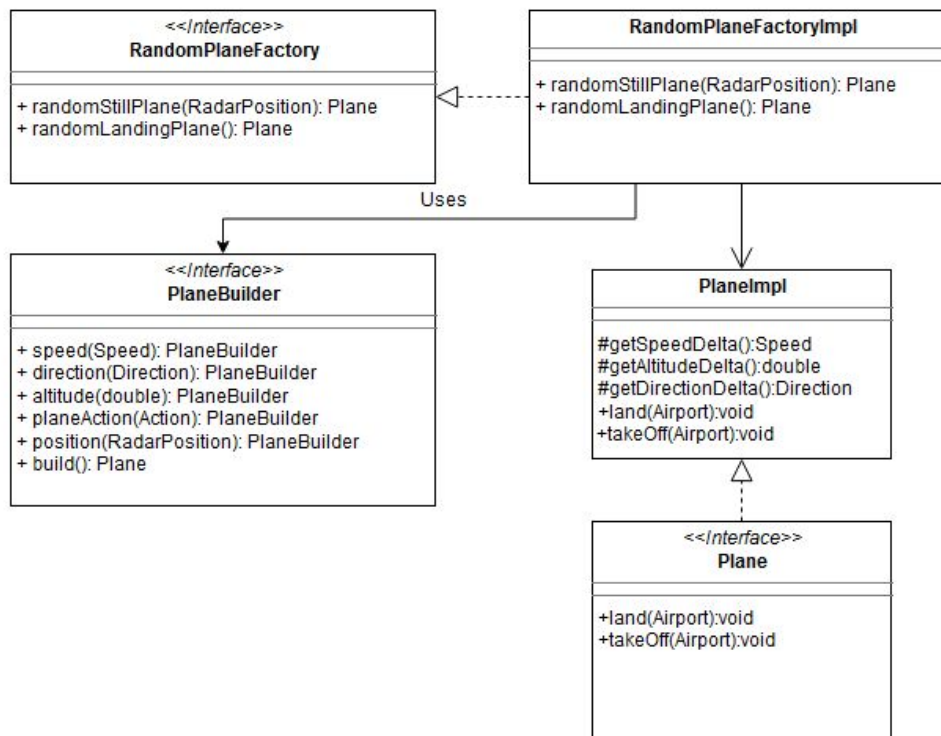 <<Interface>>
RandomPlaneFactory
+ randomStillPlane(RadarPosition): Plane
+ randomLandingPlane(): Plane
RandomPlaneFactoryImpl
+ randomStillPlane(RadarPosition): Plane
+ randomLandingPlane(): Plane
Uses
<<Interface>>
PlaneBuilder
+ speed(Speed): PlaneBuilder
+ direction(Direction): PlaneBuilder
+ altitude(double): PlaneBuilder
+ planeAction(Action): PlaneBuilder
+ position(RadarPosition): PlaneBuilder
+ build(): Plane
PlaneImpl
#getSpeedDelta():Speed
#getAltitudeDelta():double
#getDirectionDelta():Direction
+land(Airport):void
+takeOff(Airport):void
<<Interface>>
Plane
+land(Airport):void
+takeOff(Airport):void